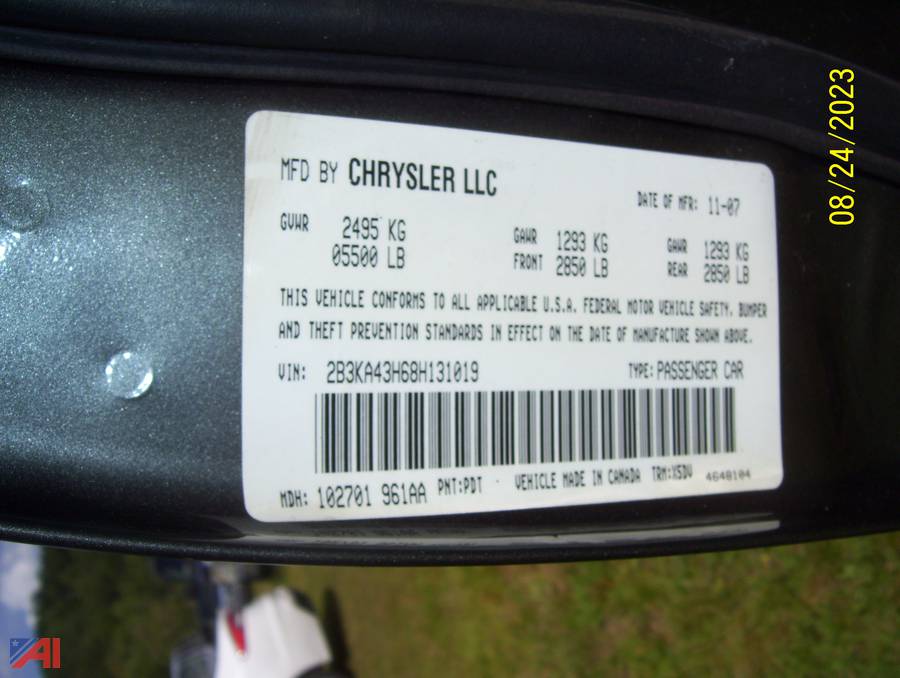 MFD BY CHRYSLER LLC
DATE OF MFR: 11-07
GVWR 2495 KG
05500 LB
GAWR FRONT 1293 KG
2850 LB
GAWR REAR 1293 KG
2850 LB
THIS VEHICLE CONFORMS TO ALL APPLICABLE U.S.A. FEDERAL MOTOR VEHICLE SAFETY, BUMPER
AND THEFT PREVENTION STANDARDS IN EFFECT ON THE DATE OF MANUFACTURE SHOWN ABOVE.
VIN: 2B3KA43H68H131019 TYPE: PASSENGER CAR
MDH: 102701 961AA PNT:PDT VEHICLE MADE IN CANADA TRM:XSDV 4648104
08/24/2023
AI